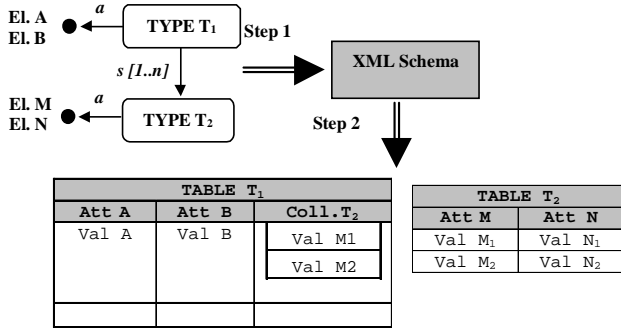 El. A
El. B
a
TYPE T₁
Step 1
s [1..n]
XML Schema
El. M
El. N
a
TYPE T₂
Step 2
TABLE T₁
Att A Att B Coll.T₂
Val A Val B Val M1
Val M2
TABLE T₂
Att M Att N
Val M₁ Val N₁
Val M₂ Val N₂